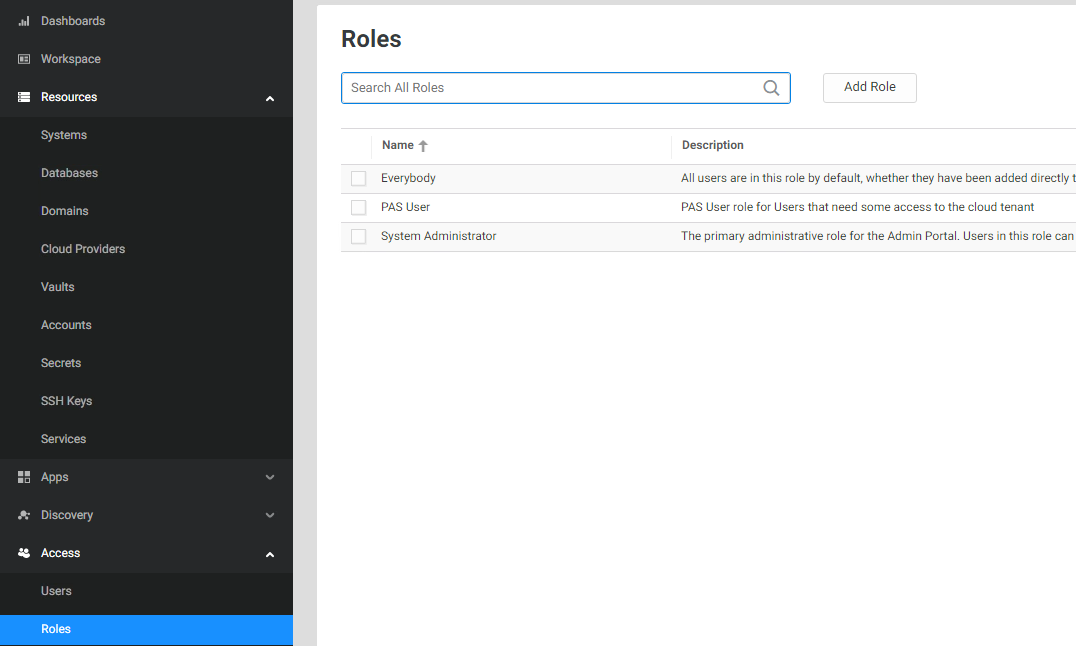 Dashboards
Workspace
Resources
Systems
Databases
Domains
Cloud Providers
Vaults
Accounts
Secrets
SSH Keys
Services
Apps
Discovery
Access
Users
Roles
Roles
Search All Roles
Add Role
Name Description
Everybody All users are in this role by default, whether they have been added directly t
PAS User PAS User role for Users that need some access to the cloud tenant
System Administrator The primary administrative role for the Admin Portal. Users in this role can